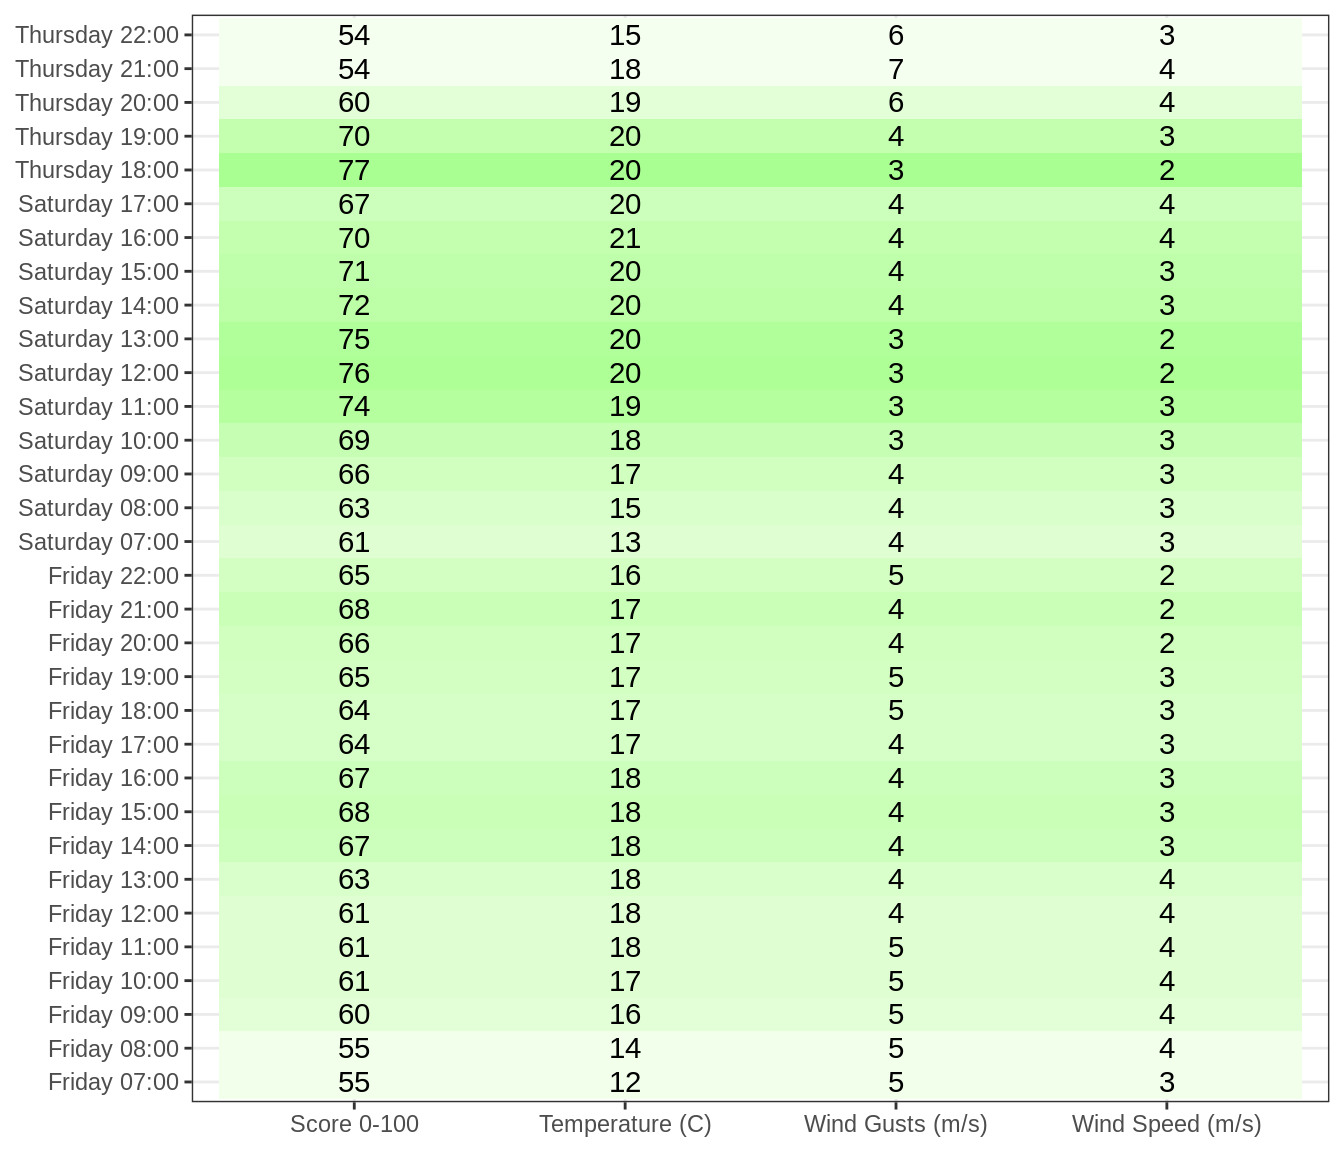 Thursday 22:00 54 15 6 3
Thursday 21:00 54 18 7 4
Thursday 20:00 60 19 6 4
Thursday 19:00 70 20 4 3
Thursday 18:00 77 20 3 2
Saturday 17:00 67 20 4 4
Saturday 16:00 70 21 4 4
Saturday 15:00 71 20 4 3
Saturday 14:00 72 20 4 3
Saturday 13:00 75 20 3 2
Saturday 12:00 76 20 3 2
Saturday 11:00 74 19 3 3
Saturday 10:00 69 18 3 3
Saturday 09:00 66 17 4 3
Saturday 08:00 63 15 4 3
Saturday 07:00 61 13 4 3
Friday 22:00 65 16 5 2
Friday 21:00 68 17 4 2
Friday 20:00 66 17 4 2
Friday 19:00 65 17 5 3
Friday 18:00 64 17 5 3
Friday 17:00 64 17 4 3
Friday 16:00 67 18 4 3
Friday 15:00 68 18 4 3
Friday 14:00 67 18 4 3
Friday 13:00 63 18 4 4
Friday 12:00 61 18 4 4
Friday 11:00 61 18 5 4
Friday 10:00 61 17 5 4
Friday 09:00 60 16 5 4
Friday 08:00 55 14 5 4
Friday 07:00 55 12 5 3
Score 0-100 Temperature (C) Wind Gusts (m/s) Wind Speed (m/s)